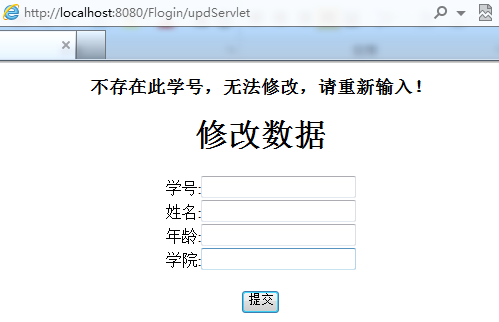 http://localhost:8080/Flogin/updServlet
不存在此学号，无法修改，请重新输入！
修改数据
学号:
姓名:
年龄:
学院:
提交